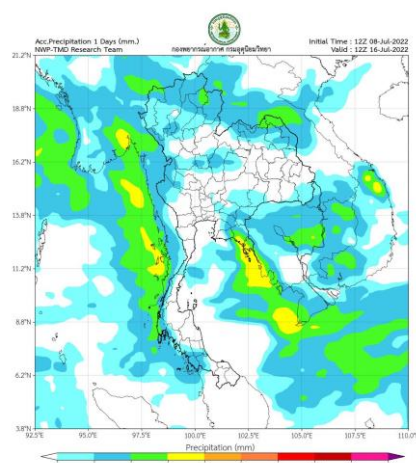 Acc.Precipitation 1 Days (mm.)
NWP-TMD Research Team
กองพยากรณ์อากาศ กรมอุตุนิยมวิทยา
Initial Time : 12Z 08-Jul-2022
Valid : 12Z 16-Jul-2022
21.2°N
18.8°N
16.2°N
13.8°N
11.2°N
8.8°N
6.2°N
3.8°N
92.5°E 95.0°E 97.5°E 100.0°E 102.5°E 105.0°E 107.5°E 110.0°E
Precipitation (mm)